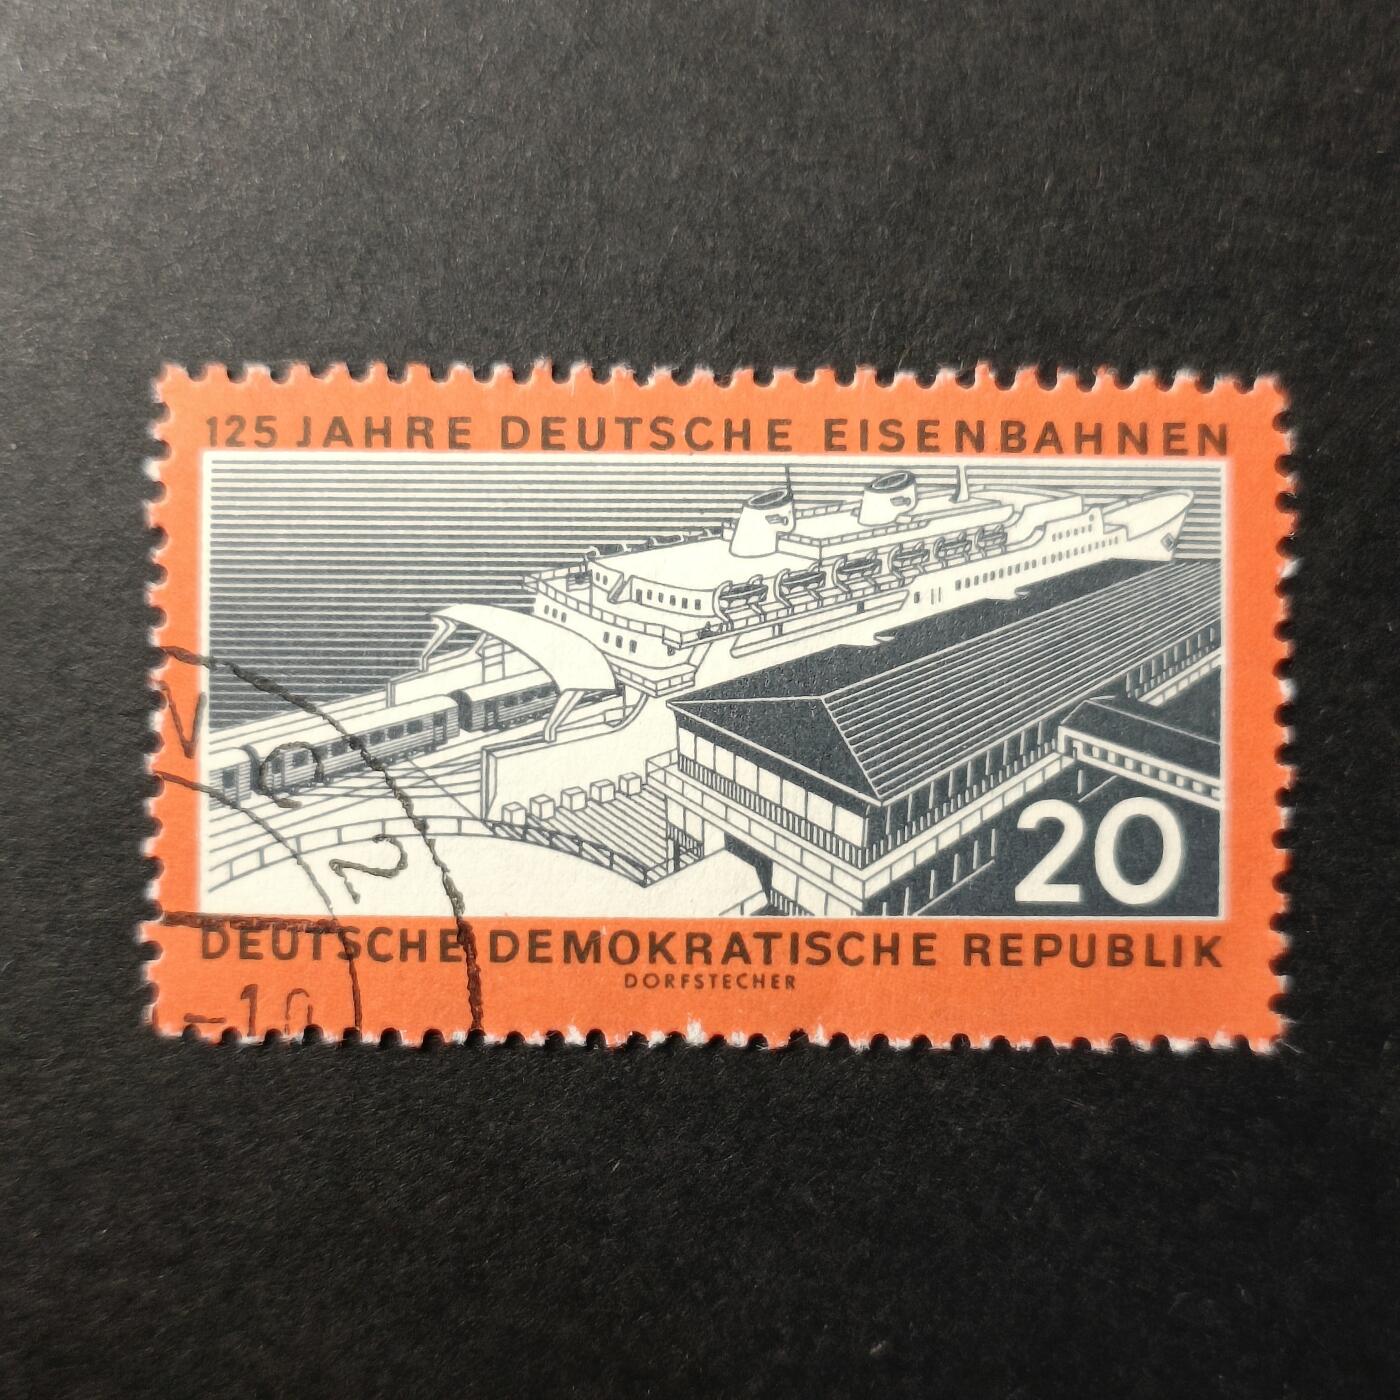 125 JAHRE DEUTSCHE EISENBAHNEN
20
DEUTSCHE DEMOKRATISCHE REPUBLIK
DORFSTECHER